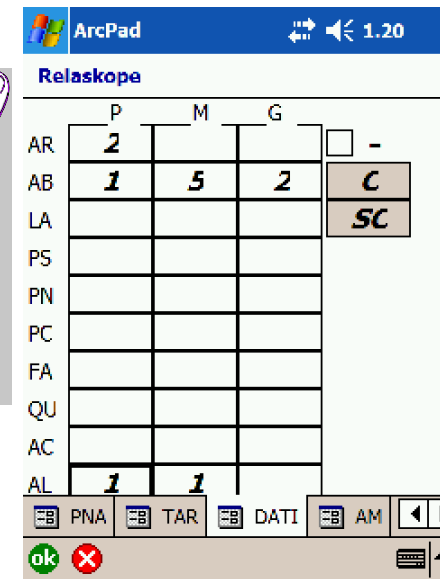 ArcPad 1.20
Relaskope
P M G
AR 2 -
AB 1 5 2 C
LA SC
PS
PN
PC
FA
QU
AC
AL 1 1
PNA TAR DATI AM
ok